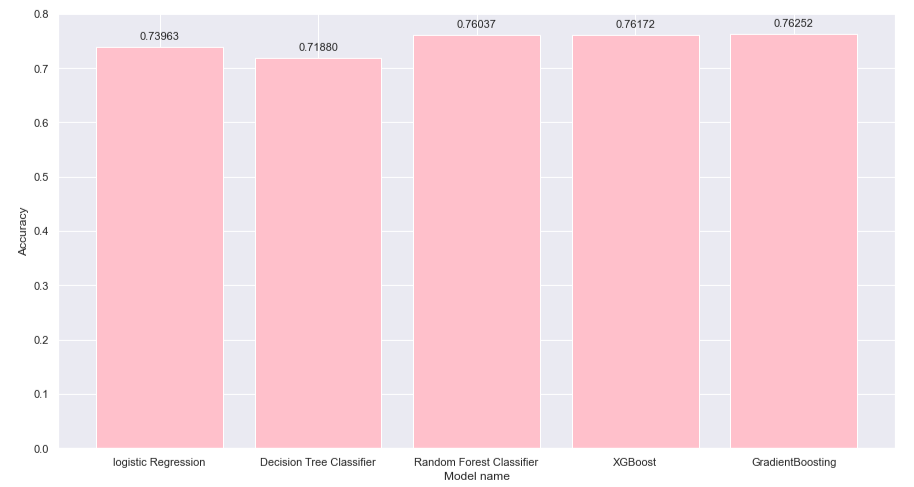 0.8
0.7
0.6
0.5
0.4
0.3
0.2
0.1
0.0
Accuracy
0.73963
0.71880
0.76037
0.76172
0.76252
logistic Regression
Decision Tree Classifier
Random Forest Classifier
XGBoost
GradientBoosting
Model name